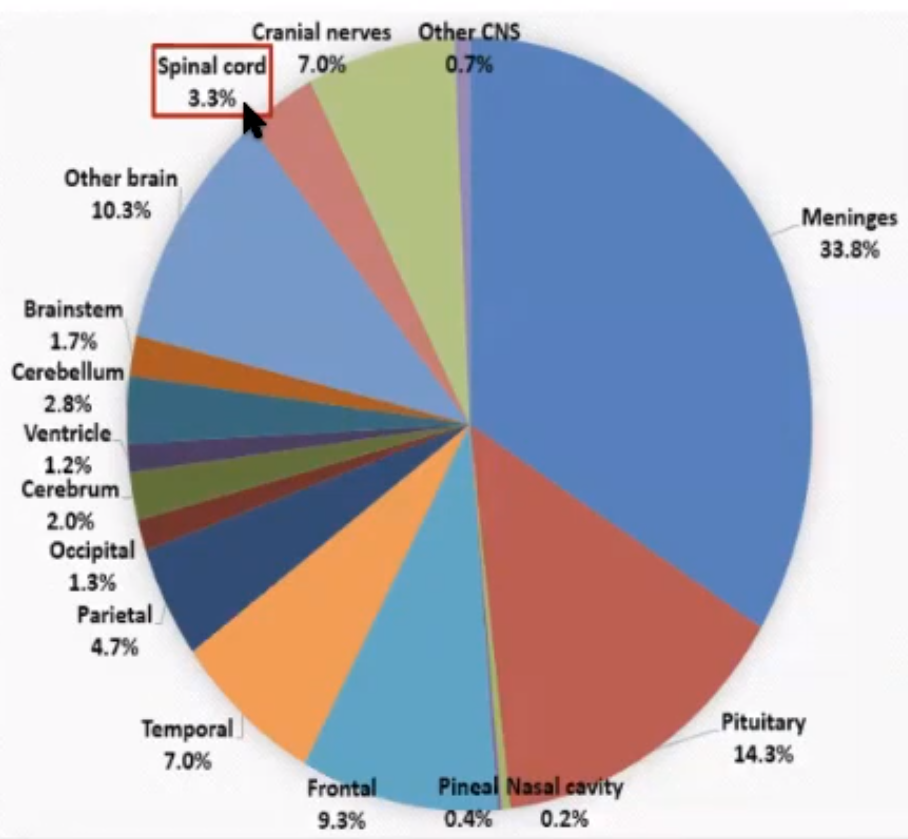 Cranial nerves
7.0%
Other CNS
0.7%
Spinal cord
3.3%
Other brain
10.3%
Meninges
33.8%
Brainstem
1.7%
Cerebellum
2.8%
Ventricle
1.2%
Cerebrum
2.0%
Occipital
1.3%
Parietal
4.7%
Temporal
7.0%
Pituitary
14.3%
Frontal
9.3%
Pineal
0.4%
Nasal cavity
0.2%